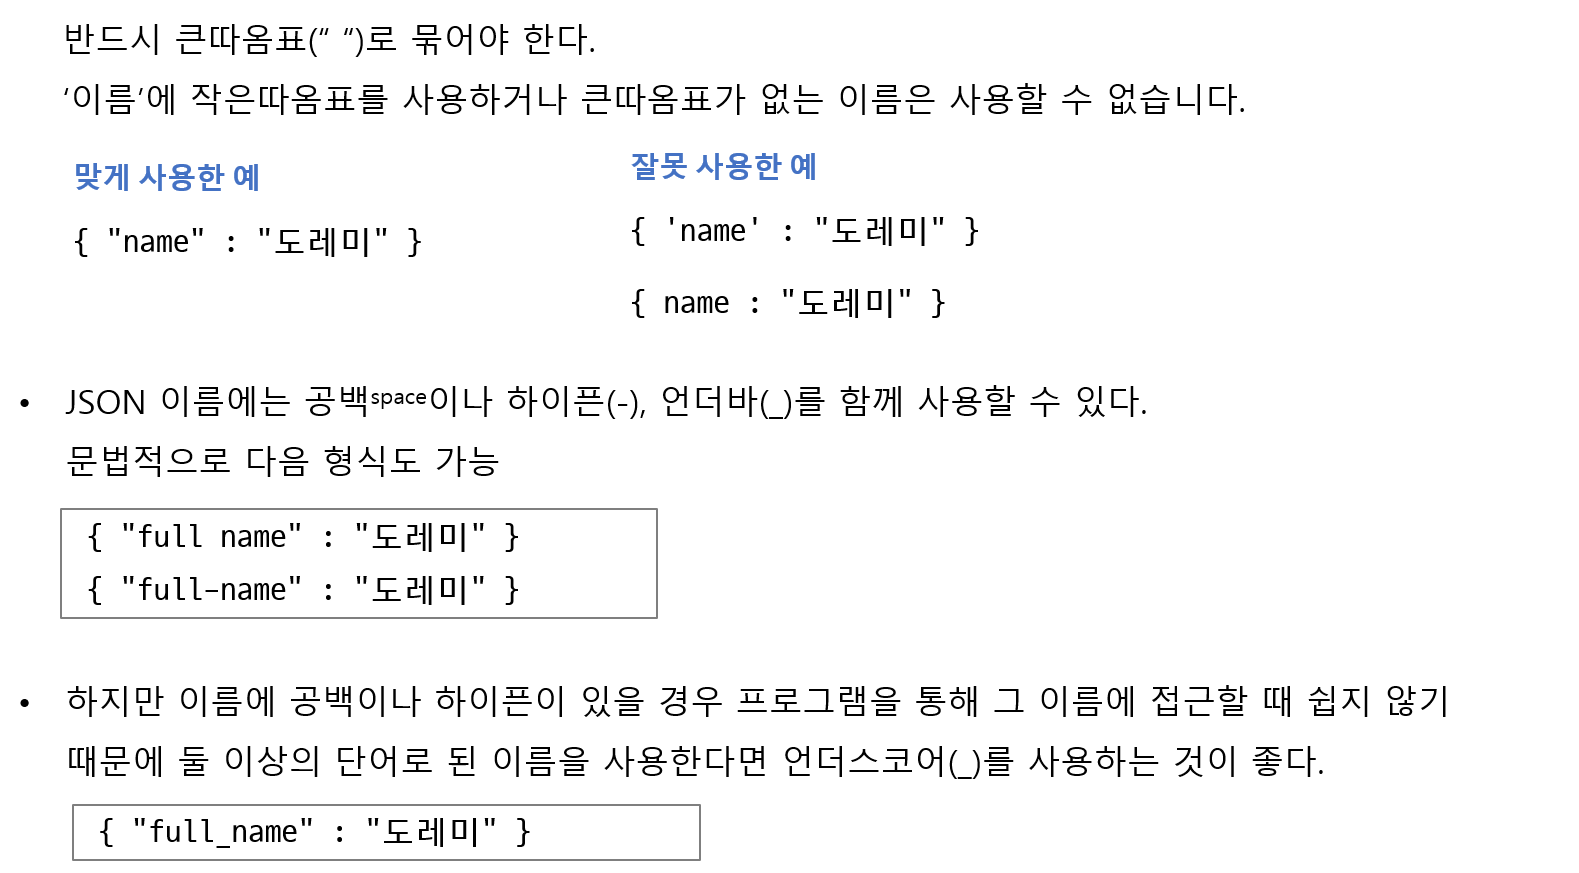 반드시 큰따옴표(“ “)로 묶어야 한다.
‘이름’에 작은따옴표를 사용하거나 큰따옴표가 없는 이름은 사용할 수 없습니다.
맞게 사용한 예
{ "name" : "도레미" }
잘못 사용한 예
{ 'name' : "도레미" }
{ name : "도레미" }
• JSON 이름에는 공백space이나 하이픈(-), 언더바(_)를 함께 사용할 수 있다.
문법적으로 다음 형식도 가능
{ "full name" : "도레미" }
{ "full-name" : "도레미" }
• 하지만 이름에 공백이나 하이픈이 있을 경우 프로그램을 통해 그 이름에 접근할 때 쉽지 않기
때문에 둘 이상의 단어로 된 이름을 사용한다면 언더스코어(_)를 사용하는 것이 좋다.
{ "full_name" : "도레미" }